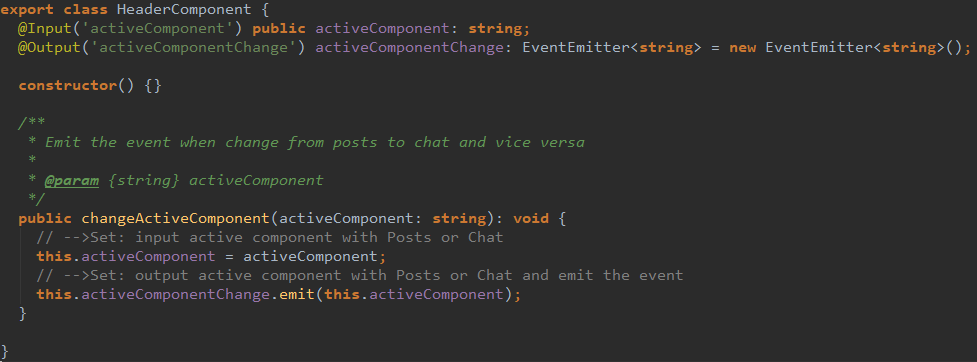 export class HeaderComponent {
  @Input('activeComponent') public activeComponent: string;
  @Output('activeComponentChange') activeComponentChange: EventEmitter<string> = new EventEmitter<string>();
  constructor() {}
  /**
   * Emit the event when change from posts to chat and vice versa
   *
   * @param {string} activeComponent
   */
  public changeActiveComponent(activeComponent: string): void {
    // -->Set: input active component with Posts or Chat
    this.activeComponent = activeComponent;
    // -->Set: output active component with Posts or Chat and emit the event
    this.activeComponentChange.emit(this.activeComponent);
  }
}